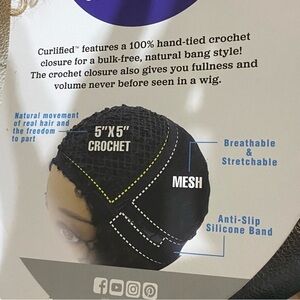 Curlified™ features a 100% hand-tied crochet
closure for a bulk-free, natural bang style!
The crochet closure also gives you fullness and
volume never before seen in a wig.
Natural movement
of real hair and
the freedom
to part
5"X5"
CROCHET
MESH
Breathable &
Stretchable
Anti-Slip
Silicone Band